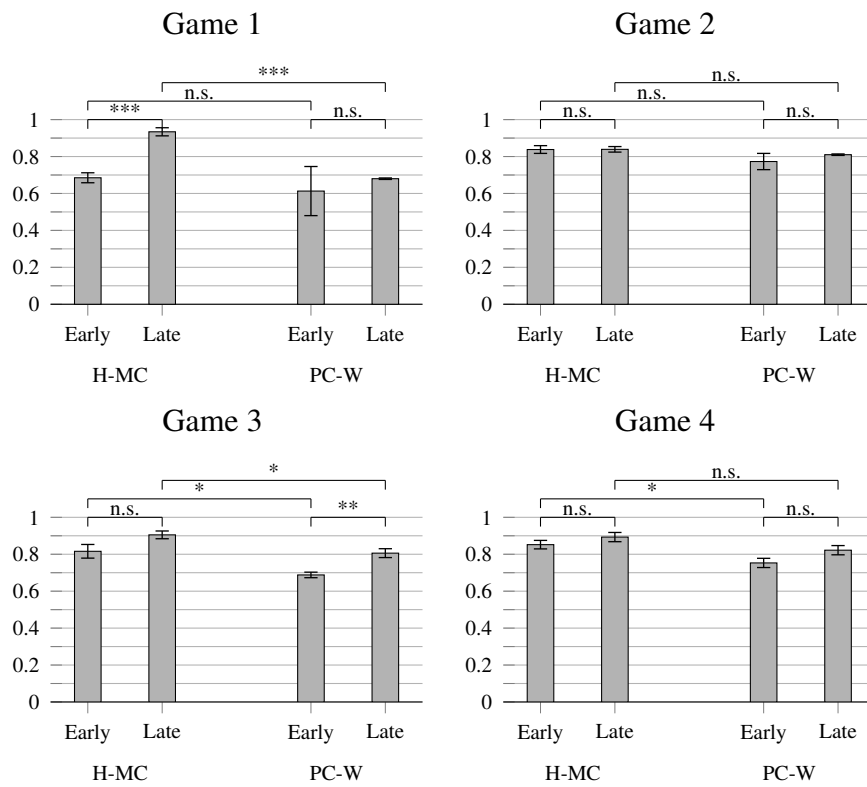 Game 1
***
n.s.
*** n.s.
1
0.8
0.6
0.4
0.2
0
Early Late Early Late
H-MC PC-W
Game 2
n.s.
n.s.
n.s. n.s.
1
0.8
0.6
0.4
0.2
0
Early Late Early Late
H-MC PC-W
Game 3
*
*
n.s. **
1
0.8
0.6
0.4
0.2
0
Early Late Early Late
H-MC PC-W
Game 4
n.s.
*
n.s. n.s.
1
0.8
0.6
0.4
0.2
0
Early Late Early Late
H-MC PC-W